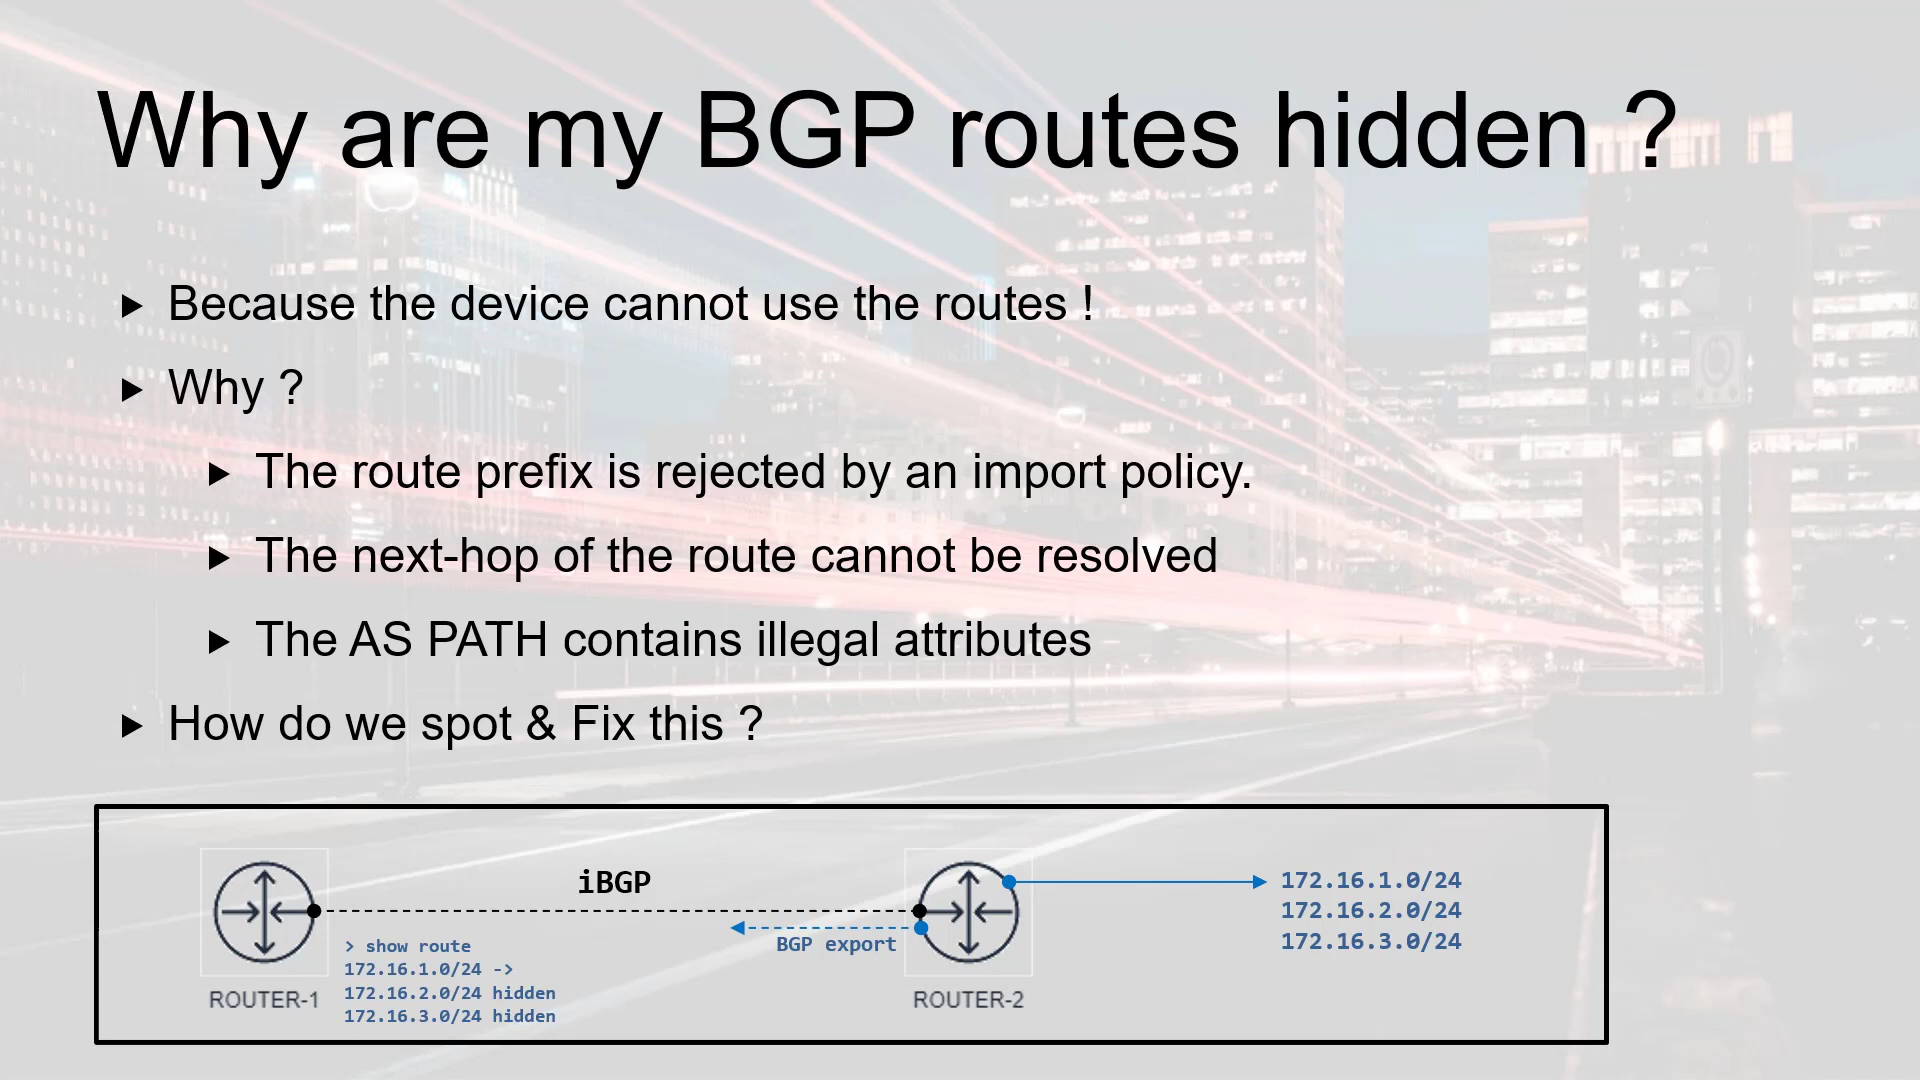 Why are my BGP routes hidden ?
Because the device cannot use the routes !
Why ?
The route prefix is rejected by an import policy.
The next-hop of the route cannot be resolved
The AS PATH contains illegal attributes
How do we spot & Fix this ?
iBGP
BGP export
> show route
172.16.1.0/24 ->
172.16.2.0/24 hidden
172.16.3.0/24 hidden
ROUTER-1
ROUTER-2
172.16.1.0/24
172.16.2.0/24
172.16.3.0/24